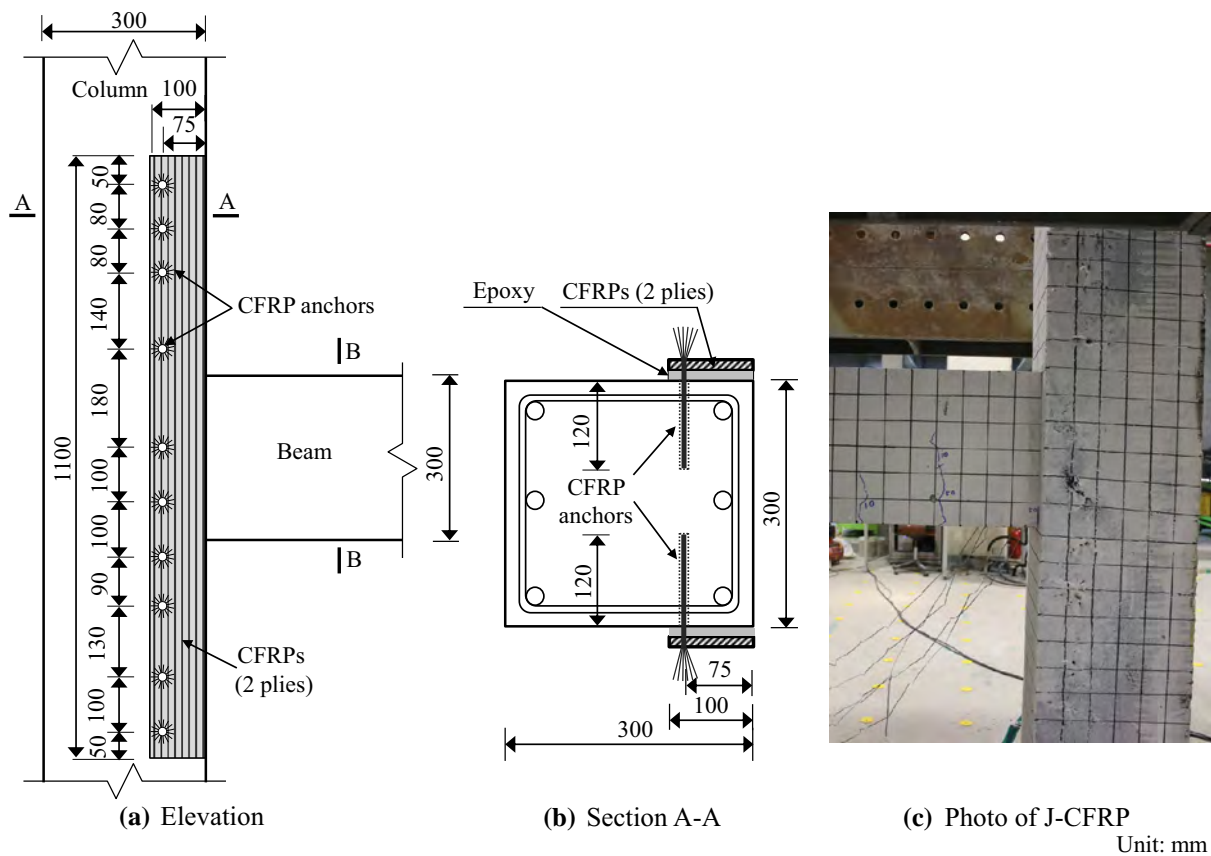 300
Column
100
75
50
A
A
80
80
CFRP anchors
140
B
180
1100
Beam
300
100
100
B
90
130
CFRPs
(2 plies)
100
50
(a) Elevation
Epoxy
CFRPs (2 plies)
120
CFRP
anchors
300
120
75
100
300
(b) Section A-A
(c) Photo of J-CFRP
Unit: mm